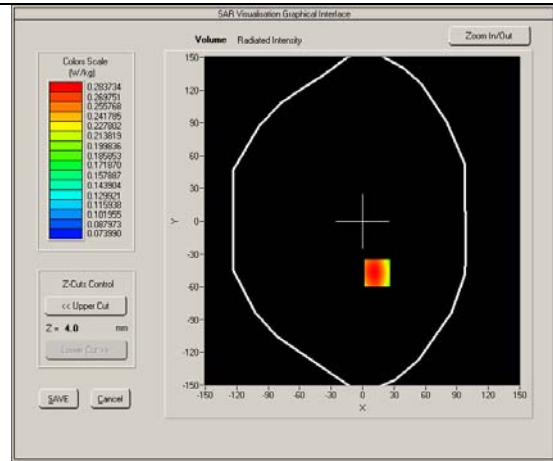 SAR Visualisation Graphical Interface
Volume Radiated Intensity
Zoom In/Out
Colors Scale
(W/kg)
0.283734
0.269751
0.255768
0.241785
0.227802
0.213819
0.199836
0.185853
0.171870
0.157887
0.143904
0.129921
0.115938
0.101955
0.087973
0.073990
Z-Cuts Control
<< Upper Cut
Z = 4.0 mm
SAVE
Cancel
Y
150-
120-
90-
60-
30-
0-
-30-
-60-
-90-
-120-
-150-
-150 -120 -90 -60 -30 0 30 60 90 120 150
X